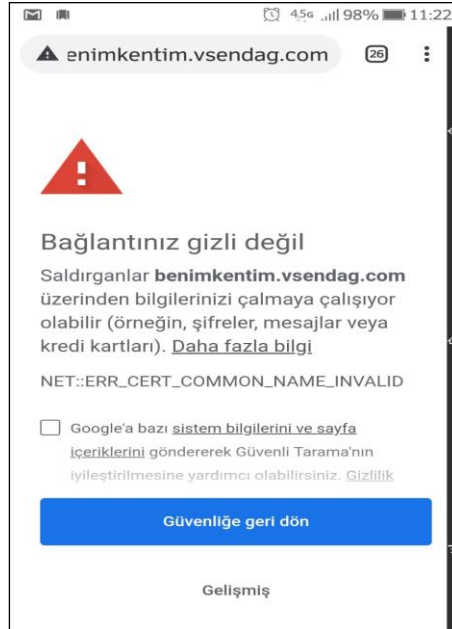 4.5G 98% 11:22
enimkentim.vsendag.com 26
Bağlantınız gizli değil
Saldırganlar benimkentim.vsendag.com
üzerinden bilgilerinizi çalmaya çalışıyor
olabilir (örneğin, şifreler, mesajlar veya
kredi kartları). Daha fazla bilgi
NET::ERR_CERT_COMMON_NAME_INVALID
Google'a bazı sistem bilgilerini ve sayfa
içeriklerini göndererek Güvenli Tarama'nın
iyileştirilmesine yardımcı olabilirsiniz. Gizlilik
Güvenliğe geri dön
Gelişmiş